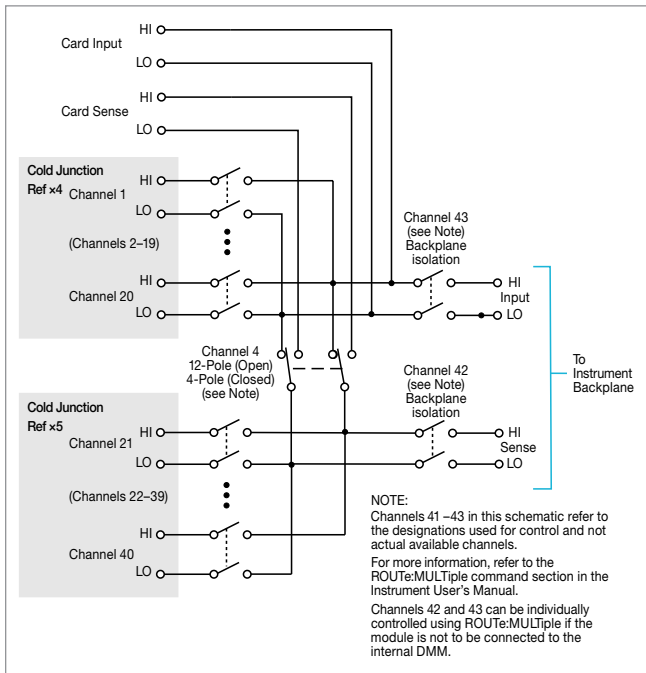 Card Input
HI
LO
Card Sense
HI
LO
Cold Junction
Ref ×4
Channel 1
HI
LO
(Channels 2–19)
Channel 20
HI
LO
Channel 43
(see Note)
Backplane
isolation
HI
Input
LO
Channel 4
12-Pole (Open)
4-Pole (Closed)
(see Note)
Channel 42
(see Note)
Backplane
isolation
HI
Sense
LO
To
Instrument
Backplane
Cold Junction
Ref ×5
Channel 21
HI
LO
(Channels 22–39)
Channel 40
HI
LO
NOTE:
Channels 41 –43 in this schematic refer to
the designations used for control and not
actual available channels.
For more information, refer to the
ROUTe:MULTiple command section in the
Instrument User's Manual.
Channels 42 and 43 can be individually
controlled using ROUTe:MULTiple if the
module is not to be connected to the
internal DMM.